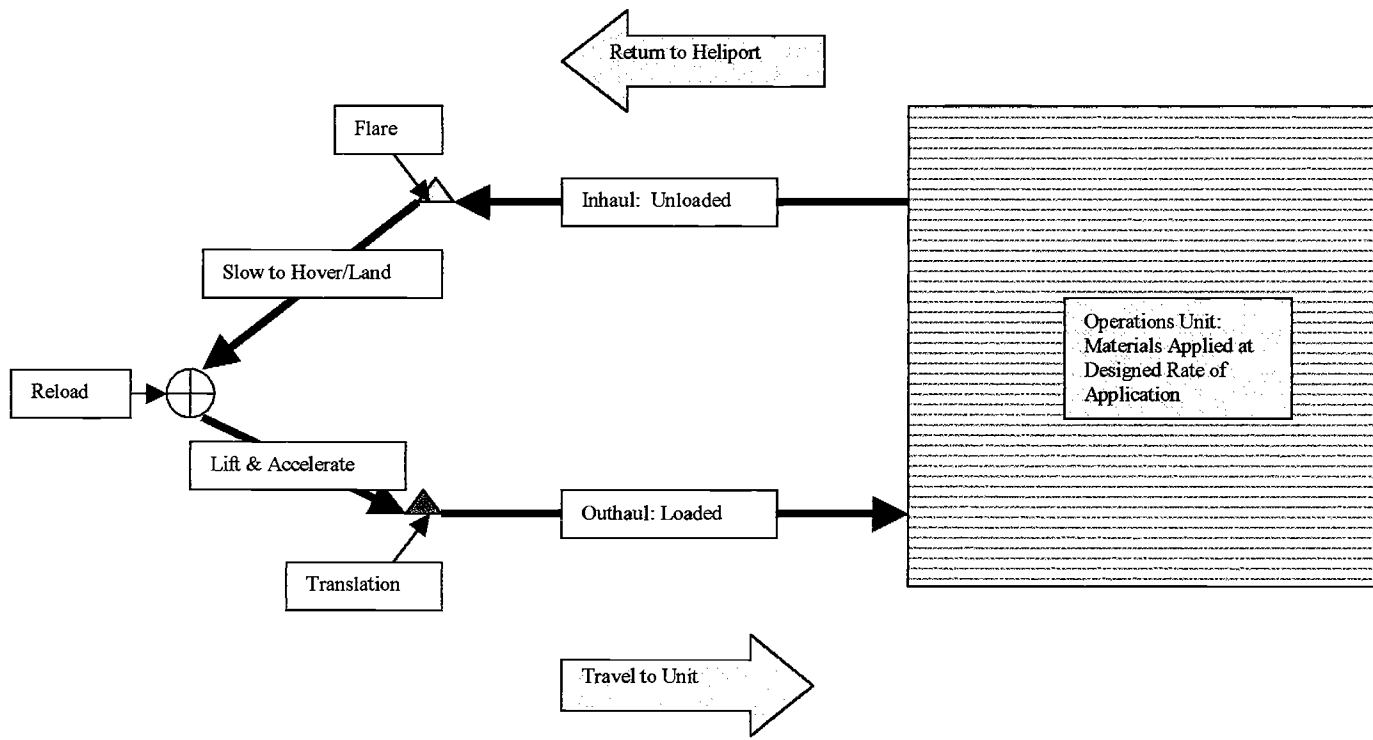 Return to Heliport
Flare
Inhaul: Unloaded
Slow to Hover/Land
Operations Unit:
Materials Applied at
Designed Rate of
Application
Reload
Lift & Accelerate
Outhaul: Loaded
Translation
Travel to Unit